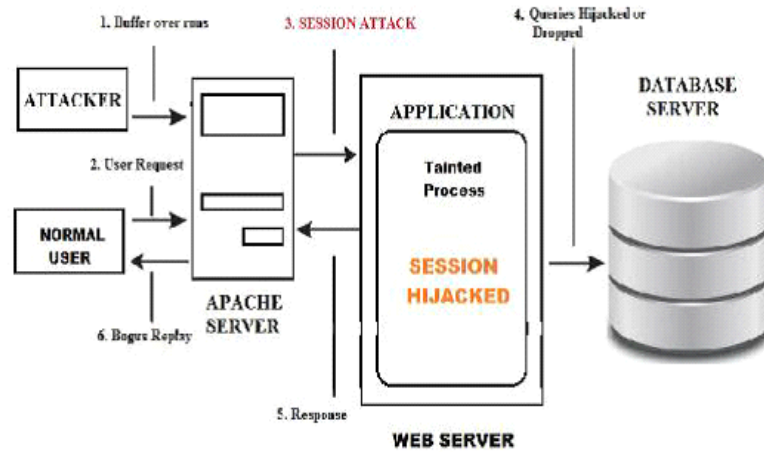 1. Buffer over runs
3. SESSION ATTACK
4. Queries Hijacked or
Dropped
ATTACKER
APPLICATION
DATABASE
SERVER
2. User Request
Tainted
Process
NORMAL
USER
SESSION
HIJACKED
APACHE
SERVER
6. Bogus Replay
5. Response
WEB SERVER